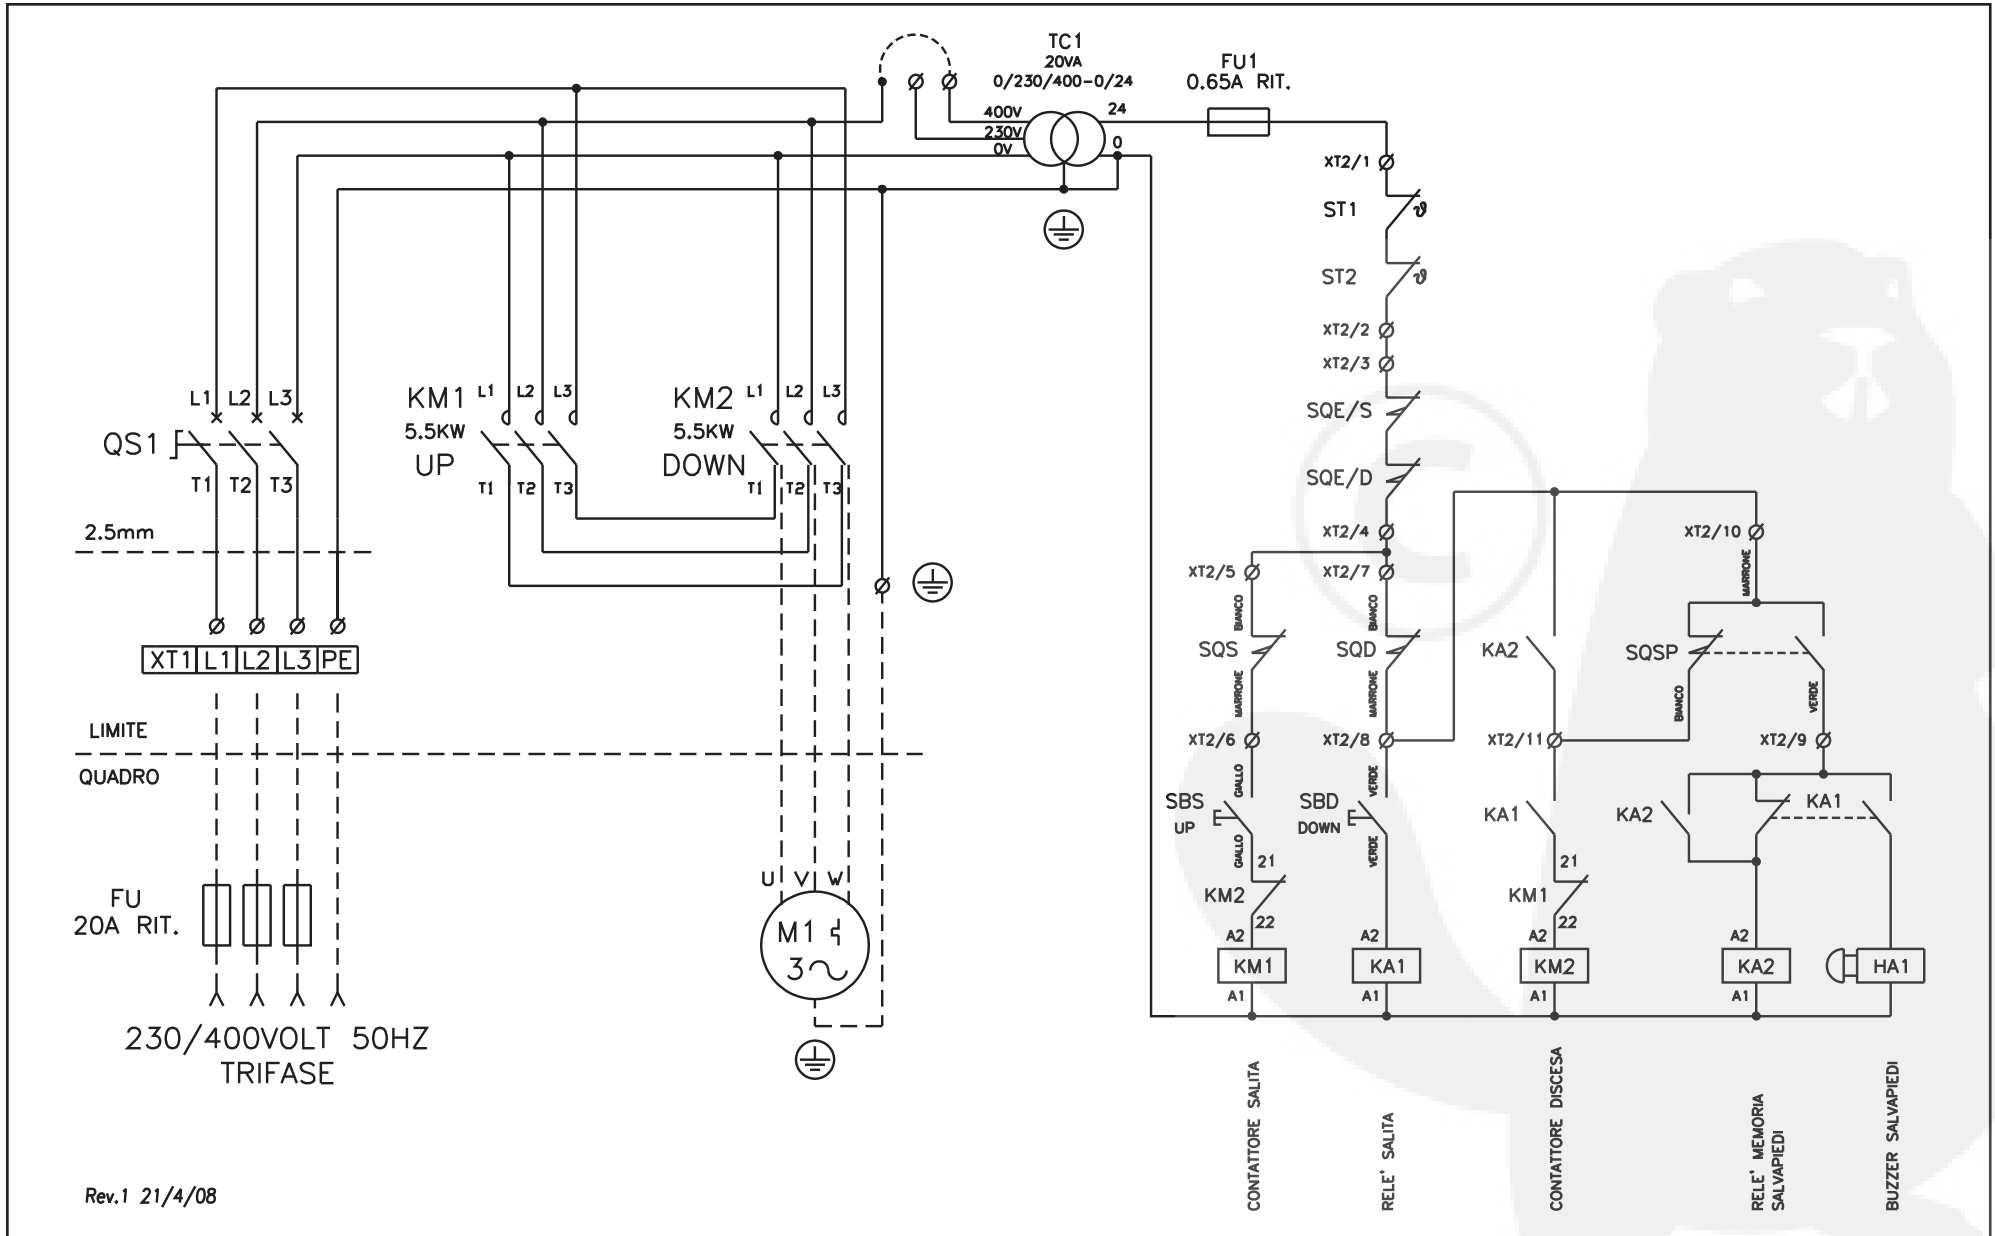 TC1
20VA
0/230/400-0/24
FU1
0.65A RIT.
400V
230V
0V
24
0
XT2/1
ST1
ϑ
ST2
ϑ
XT2/2
XT2/3
SQE/S
SQE/D
XT2/4
L1 L2 L3
QS1
T1 T2 T3
2.5mm
KM1
5.5KW
UP
L1 L2 L3
T1 T2 T3
KM2
5.5KW
DOWN
L1 L2 L3
T1 T2 T3
XT1 L1 L2 L3 PE
LIMITE
QUADRO
FU
20A RIT.
230/400VOLT 50HZ
TRIFASE
U V W
M1
3
©
XT2/5
XT2/7
XT2/10
MARRONE
BIANCO
BIANCO
SQS
SQD
KA2
SQSP
MARRONE
MARRONE
BIANCO
VERDE
XT2/6
XT2/8
XT2/11
XT2/9
GIALLO
VERDE
SBS
UP
SBD
DOWN
KA1
KA2
KA1
GIALLO
VERDE
21
21
KM2
KM1
22
22
A2
A2
A2
A2
KM1
KA1
KM2
KA2
HA1
A1
A1
A1
A1
CONTATTORE SALITA
RELE' SALITA
CONTATTORE DISCESA
RELE' MEMORIA
SALVAPIEDI
BUZZER SALVAPIEDI
Rev.1 21/4/08